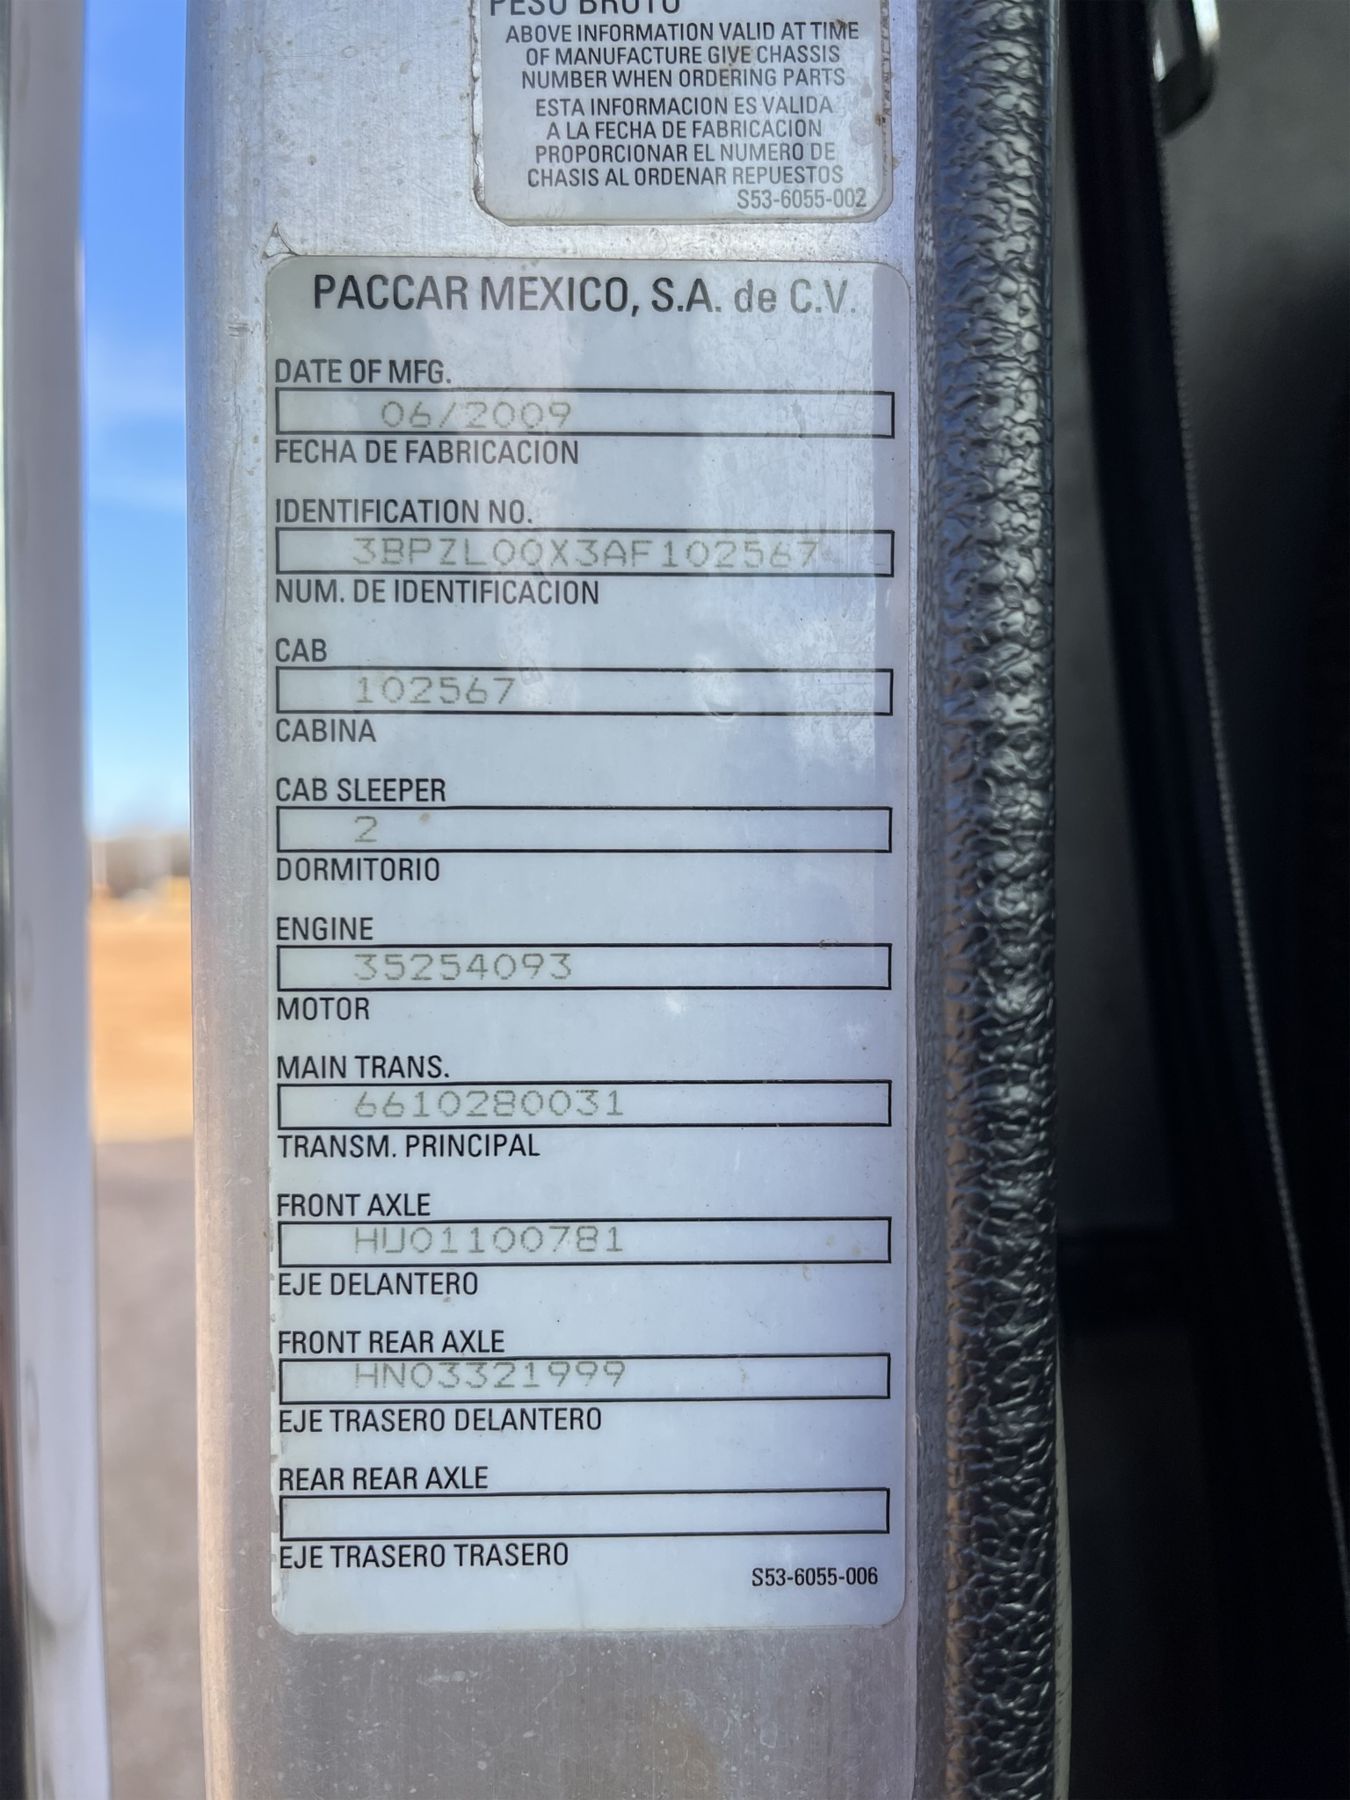 PESO BRUTO
ABOVE INFORMATION VALID AT TIME
OF MANUFACTURE GIVE CHASSIS
NUMBER WHEN ORDERING PARTS
ESTA INFORMACION ES VALIDA
A LA FECHA DE FABRICACION
PROPORCIONAR EL NUMERO DE
CHASIS AL ORDENAR REPUESTOS
S53-6055-002
PACCAR MEXICO, S.A. de C.V.
DATE OF MFG.
06/2009
FECHA DE FABRICACION
IDENTIFICATION NO.
3BPZL00X3AF102567
NUM. DE IDENTIFICACION
CAB
102567
CABINA
CAB SLEEPER
2
DORMITORIO
ENGINE
35254093
MOTOR
MAIN TRANS.
6610280031
TRANSM. PRINCIPAL
FRONT AXLE
HU01100781
EJE DELANTERO
FRONT REAR AXLE
HN03321999
EJE TRASERO DELANTERO
REAR REAR AXLE
EJE TRASERO TRASERO
S53-6055-006